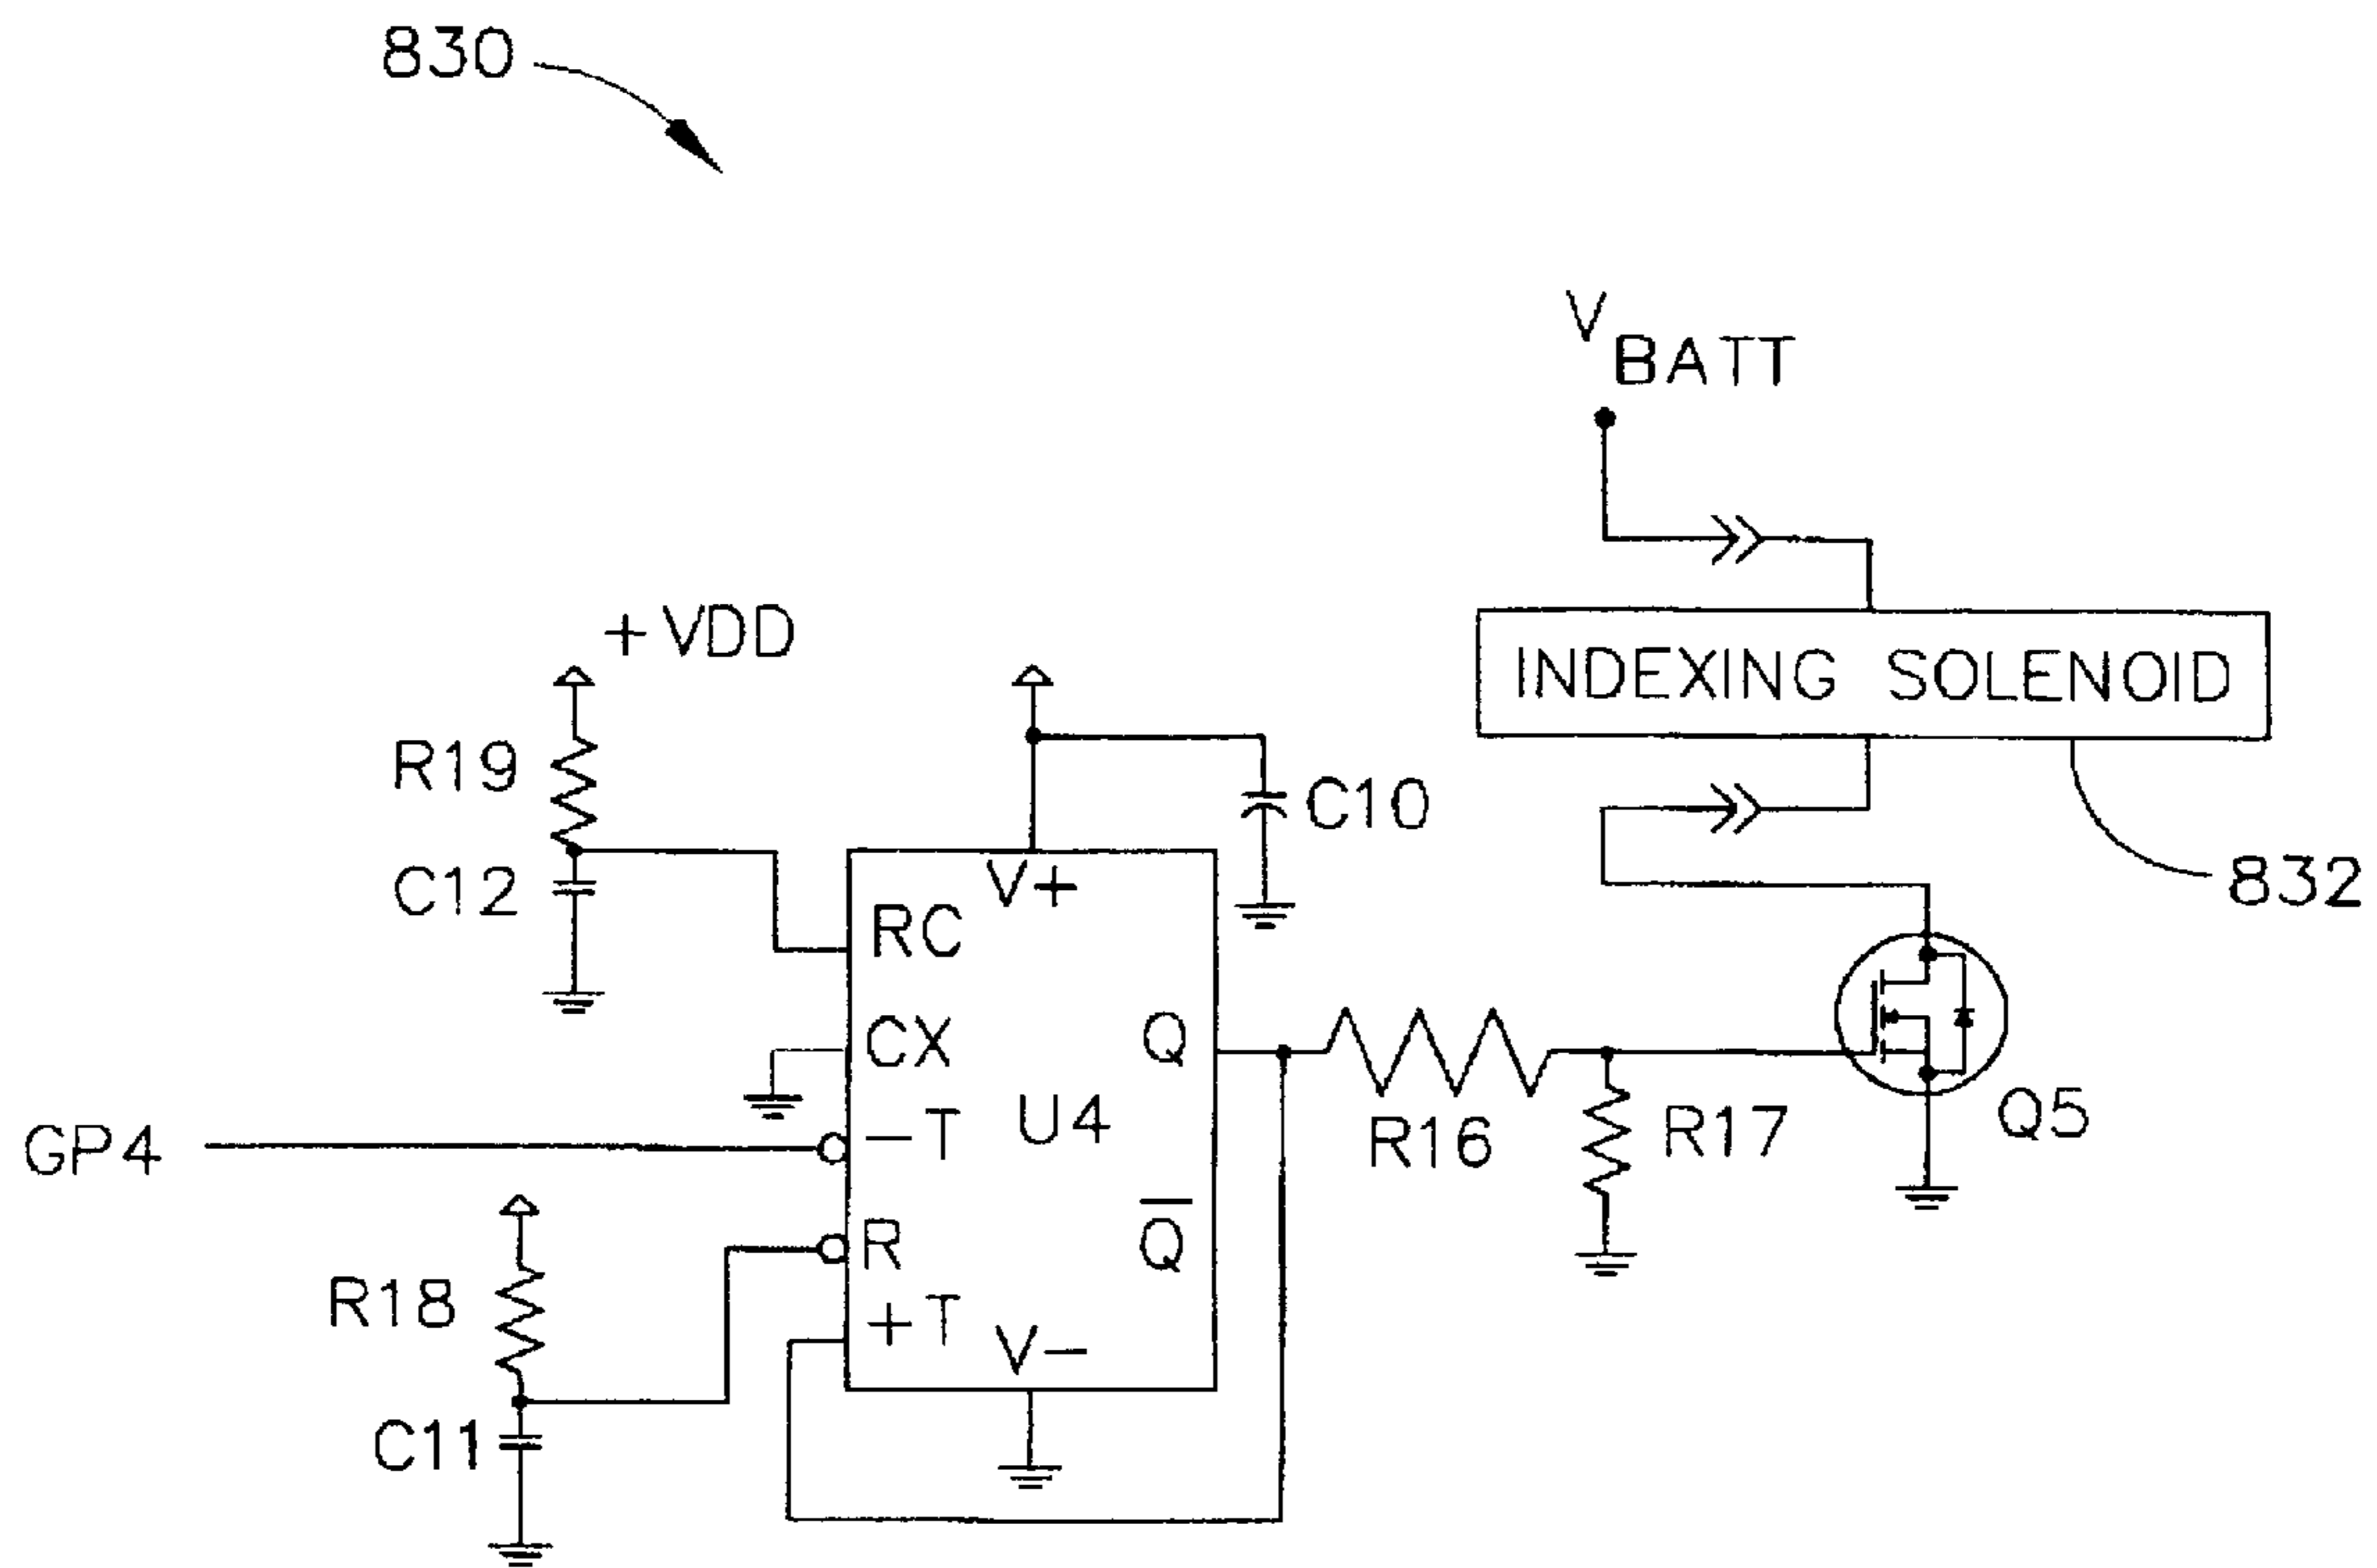 830
V BATT
+VDD
INDEXING SOLENOID
R19
C10
C12
V+
832
RC
CX
Q
-T
U4
GP4
R16
R17
Q5
R
Q̅
R18
+T
V-
C11